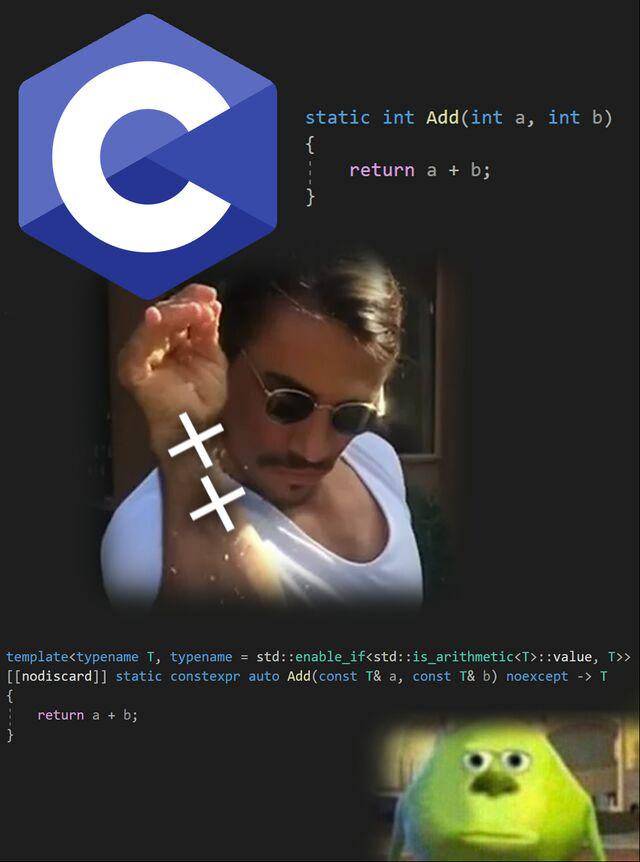 C
static int Add(int a, int b)
{
return a + b;
}
+
+
template<typename T, typename = std::enable_if<std::is_arithmetic<T>::value, T>>
[[nodiscard]] static constexpr auto Add(const T& a, const T& b) noexcept -> T
{
return a + b;
}